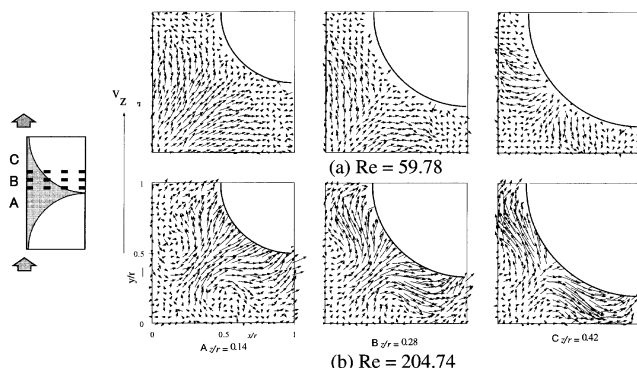 V_Z
C
B
A
(a) Re = 59.78
1
0.5
y/r
0
0 0.5 x/r 1
A z/r = 0.14
B z/r = 0.28
C z/r = 0.42
(b) Re = 204.74